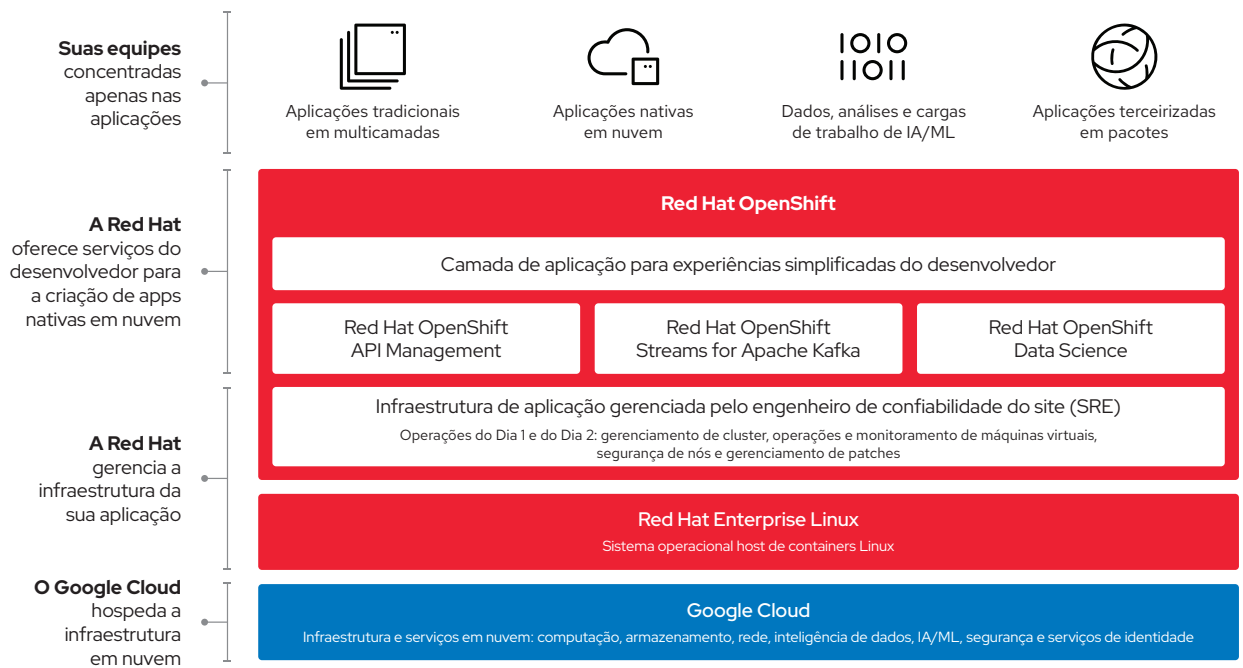 Suas equipes
concentradas
apenas nas
aplicações
1010
11011
Aplicações tradicionais
em multicamadas
Aplicações nativas
em nuvem
Dados, análises e cargas
de trabalho de IA/ML
Aplicações terceirizadas
em pacotes
A Red Hat
oferece serviços do
desenvolvedor para
a criação de apps
nativas em nuvem
Red Hat OpenShift
Camada de aplicação para experiências simplificadas do desenvolvedor
Red Hat OpenShift
API Management
Red Hat OpenShift
Streams for Apache Kafka
Red Hat OpenShift
Data Science
A Red Hat
gerencia a
infraestrutura da
sua aplicação
Infraestrutura de aplicação gerenciada pelo engenheiro de confiabilidade do site (SRE)
Operações do Dia 1 e do Dia 2: gerenciamento de cluster, operações e monitoramento de máquinas virtuais,
segurança de nós e gerenciamento de patches
Red Hat Enterprise Linux
Sistema operacional host de containers Linux
O Google Cloud
hospeda a
infraestrutura
em nuvem
Google Cloud
Infraestrutura e serviços em nuvem: computação, armazenamento, rede, inteligência de dados, IA/ML, segurança e serviços de identidade